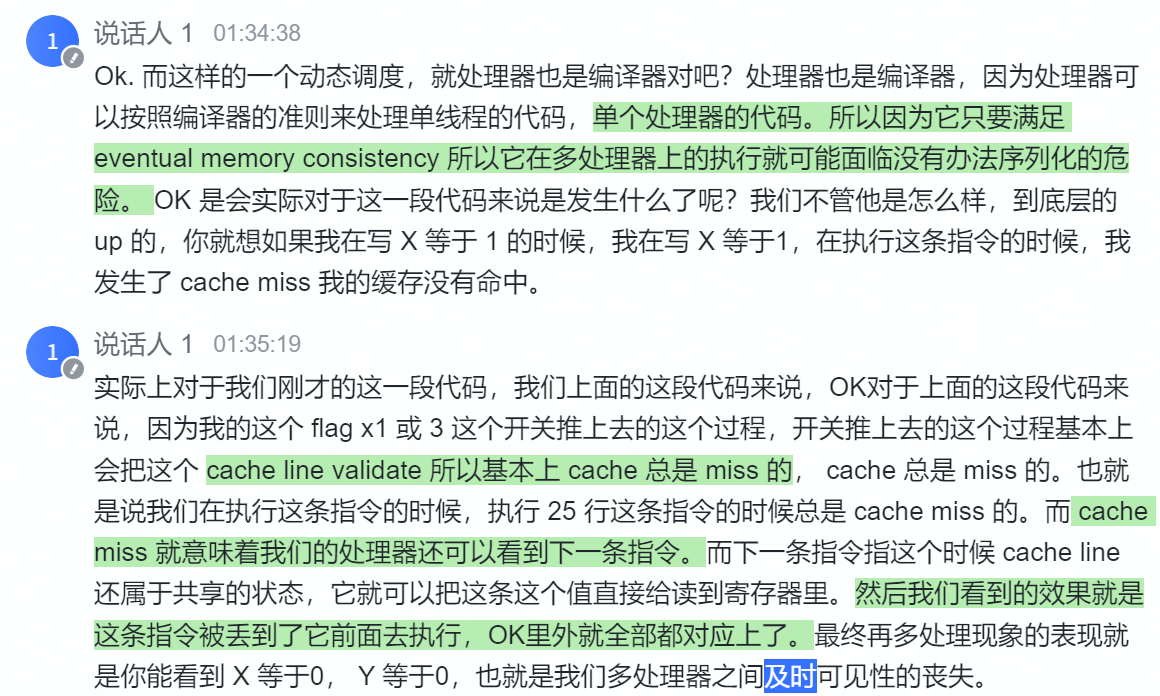 1 说话人 1 01:34:38
Ok. 而这样的一个动态调度，就处理器也是编译器对吧？处理器也是编译器，因为处理器可
以按照编译器的准则来处理单线程的代码，单个处理器的代码。所以因为它只要满足
eventual memory consistency 所以它在多处理器上的执行就可能面临没有办法序列化的危
险。 OK 是会实际对于这一段代码来说是发生什么了呢？我们不管他是怎么样，到底层的
up 的，你就想如果我在写 X 等于 1 的时候，我在写 X 等于1，在执行这条指令的时候，我
发生了 cache miss 我的缓存没有命中。
1 说话人 1 01:35:19
实际上对于我们刚才的这一段代码，我们上面的这段代码来说，OK对于上面的这段代码来
说，因为我的这个 flag x1 或 3 这个开关推上去的这个过程，开关推上去的这个过程基本上
会把这个 cache line validate 所以基本上 cache 总是 miss 的， cache 总是 miss 的。也就
是说我们在执行这条指令的时候，执行 25 行这条指令的时候总是 cache miss 的。而 cache
miss 就意味着我们的处理器还可以看到下一条指令。而下一条指令指这个时候 cache line
还属于共享的状态，它就可以把这条这个值直接给读到寄存器里。然后我们看到的效果就是
这条指令被丢到了它前面去执行，OK里外就全部都对应上了。最终再多处理现象的表现就
是你能看到 X 等于0， Y 等于0，也就是我们多处理器之间及时可见性的丧失。